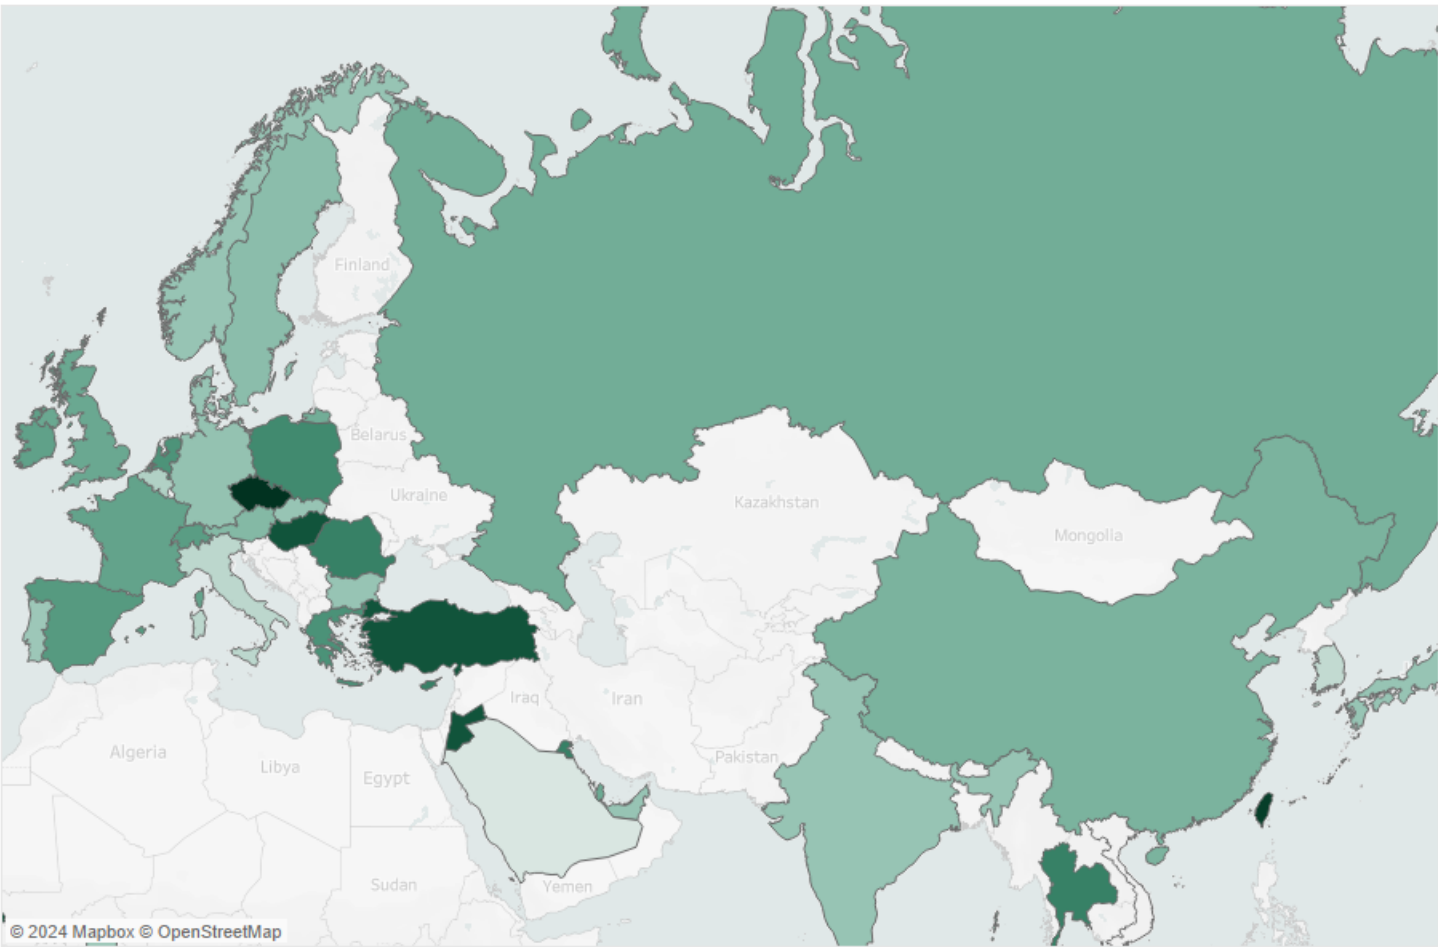 Finland
Belarus
Ukraine
Kazakhstan
Mongolia
Iraq
Iran
Pakistan
Algeria
Libya
Egypt
Sudan
Yemen
© 2024 Mapbox © OpenStreetMap